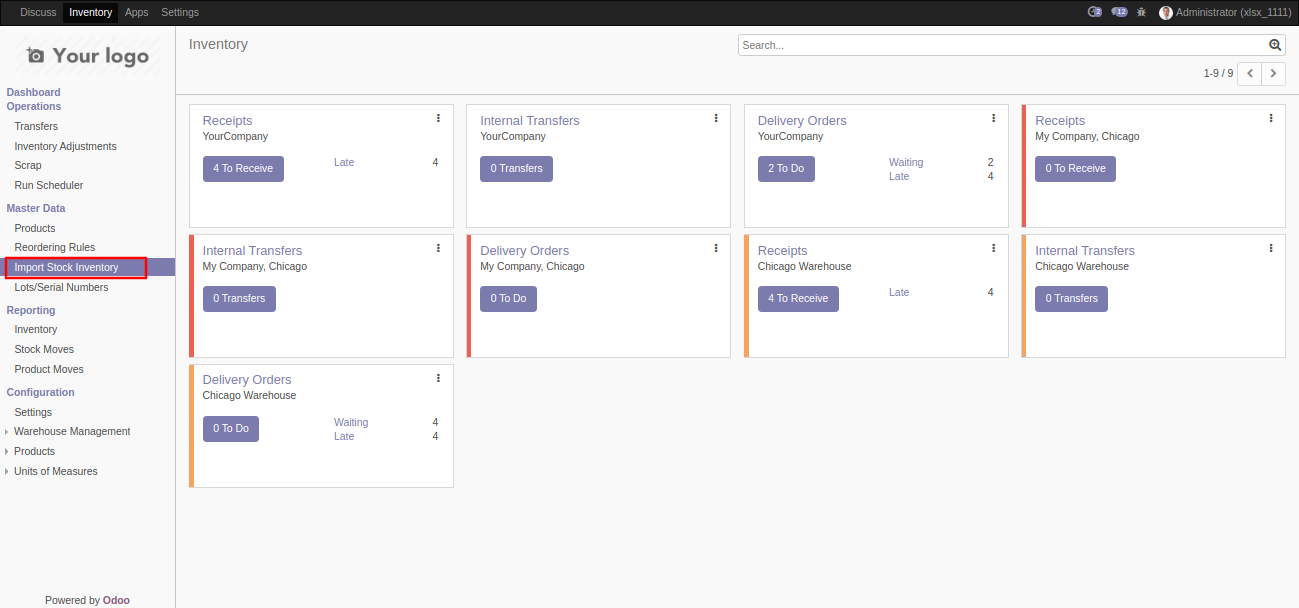 Discuss Inventory Apps Settings 2 12 Administrator (xlsx_1111)
Your logo
Inventory
Search...
1-9 / 9
Dashboard
Operations
Transfers
Inventory Adjustments
Scrap
Run Scheduler
Master Data
Products
Reordering Rules
Import Stock Inventory
Lots/Serial Numbers
Reporting
Inventory
Stock Moves
Product Moves
Configuration
Settings
Warehouse Management
Products
Units of Measures
Powered by Odoo
Receipts
YourCompany
4 To Receive
Late 4
Internal Transfers
YourCompany
0 Transfers
Delivery Orders
YourCompany
2 To Do
Waiting 2
Late 4
Receipts
My Company, Chicago
0 To Receive
Internal Transfers
My Company, Chicago
0 Transfers
Delivery Orders
My Company, Chicago
0 To Do
Receipts
Chicago Warehouse
4 To Receive
Late 4
Internal Transfers
Chicago Warehouse
0 Transfers
Delivery Orders
Chicago Warehouse
0 To Do
Waiting 4
Late 4